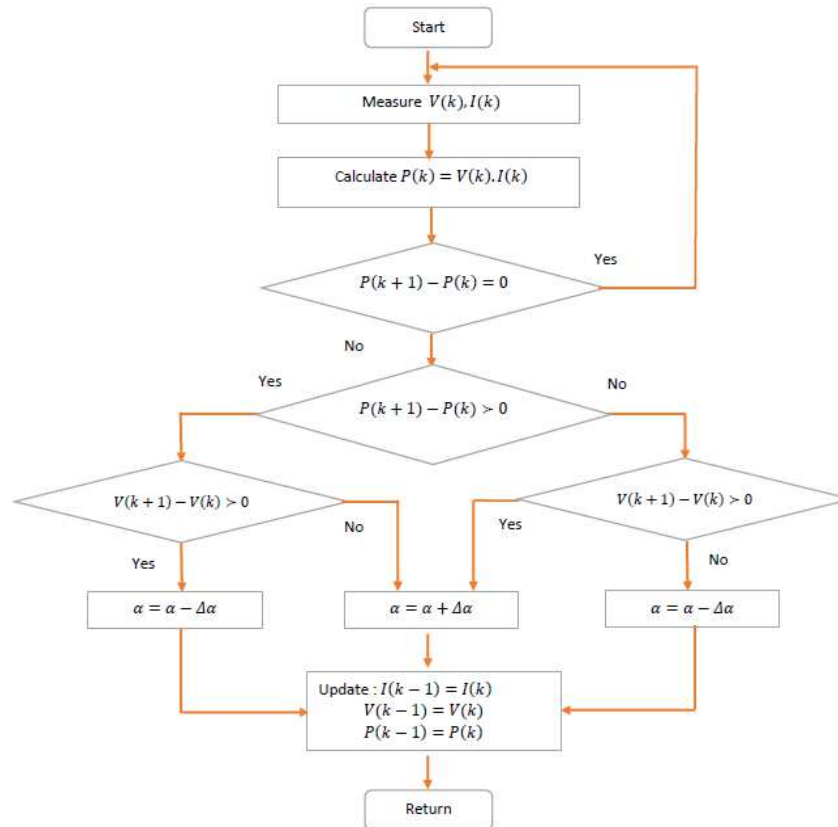 Start
Measure V(k), I(k)
Calculate P(k) = V(k). I(k)
Yes
P(k + 1) − P(k) = 0
No
Yes
No
P(k + 1) − P(k) ≻ 0
V(k + 1) − V(k) ≻ 0
V(k + 1) − V(k) ≻ 0
No
Yes
Yes
No
α = α − Δα
α = α + Δα
α = α − Δα
Update : I(k − 1) = I(k)
V(k − 1) = V(k)
P(k − 1) = P(k)
Return